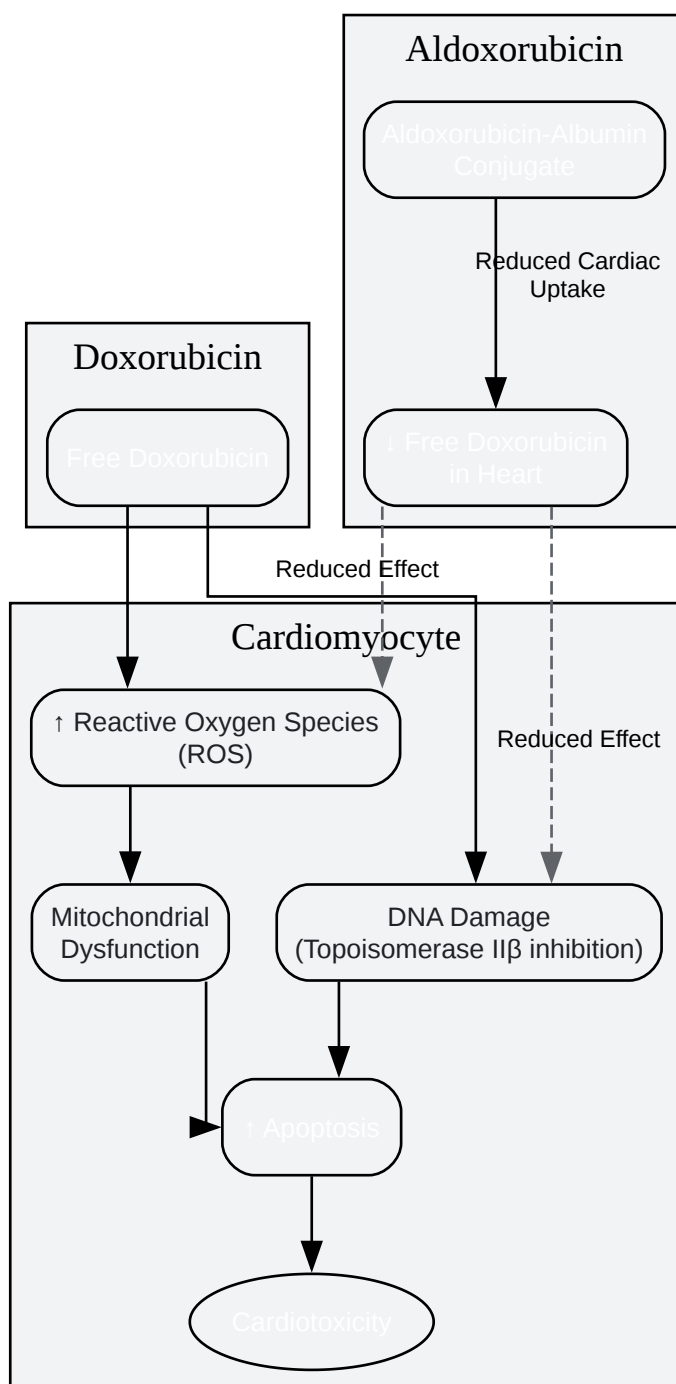 Aldoxorubicin
Aldoxorubicin-Albumin
Conjugate
Reduced Cardiac
Uptake
Doxorubicin
Free Doxorubicin
↓ Free Doxorubicin
in Heart
Reduced Effect
Cardiomyocyte
↑ Reactive Oxygen Species
(ROS)
Reduced Effect
Mitochondrial
Dysfunction
DNA Damage
(Topoisomerase IIβ inhibition)
↑ Apoptosis
Cardiotoxicity